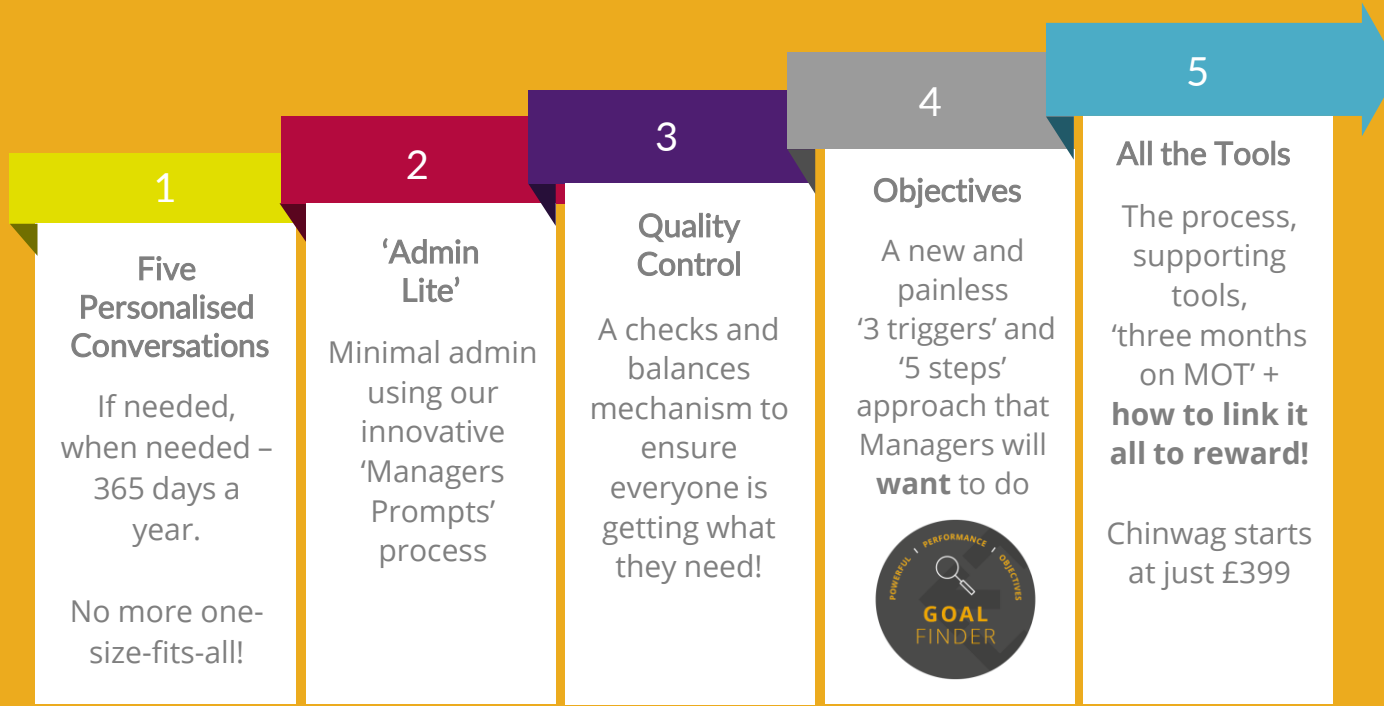 1
Five
Personalised
Conversations
If needed,
when needed –
365 days a
year.
No more one-
size-fits-all!
2
‘Admin
Lite’
Minimal admin
using our
innovative
‘Managers
Prompts’
process
3
Quality
Control
A checks and
balances
mechanism to
ensure
everyone is
getting what
they need!
4
Objectives
A new and
painless
‘3 triggers’ and
‘5 steps’
approach that
Managers will
want to do
POWERFUL ' PERFORMANCE ' OBJECTIVES
GOAL
FINDER
5
All the Tools
The process,
supporting
tools,
‘three months
on MOT’ +
how to link it
all to reward!
Chinwag starts
at just £399